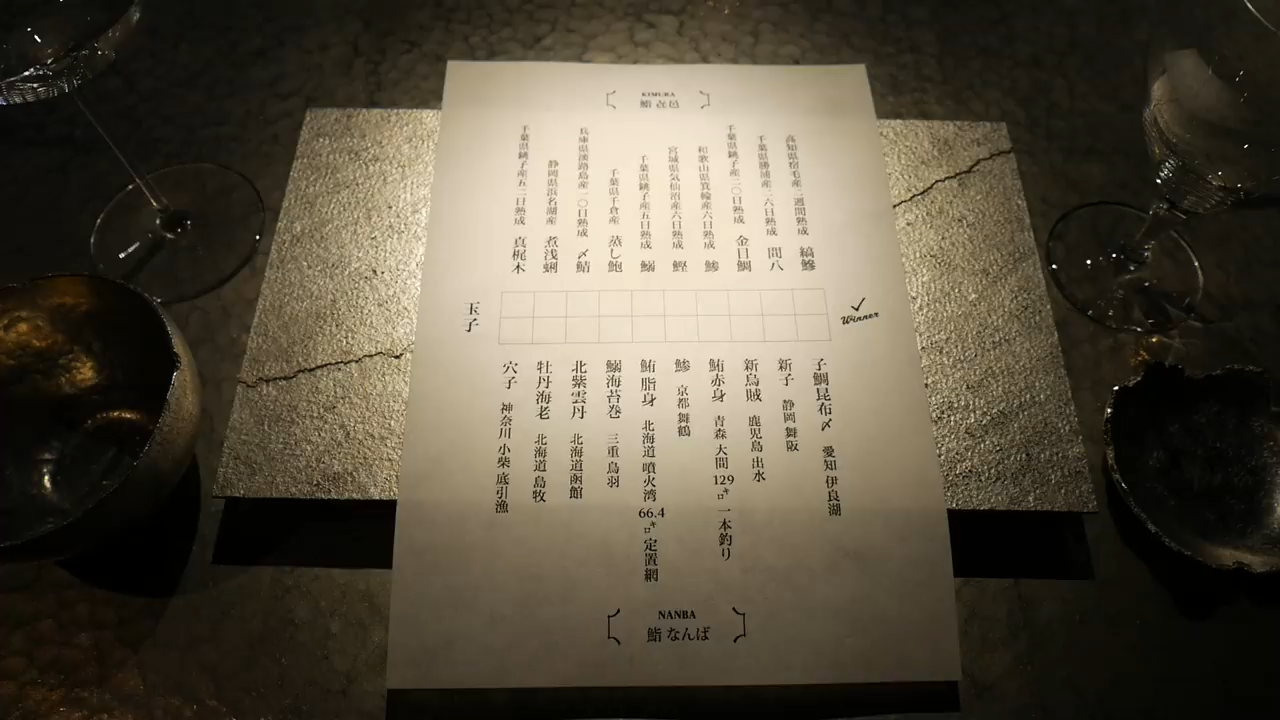 KIMURA
鮨 㐂邑
高知県宿毛産二週間熟成 縞鰺
千葉県勝浦産二六日熟成 間八
千葉県銚子産二〇日熟成 金目鯛
和歌山県箕輪産六日熟成 鰺
宮城県気仙沼産六日熟成 鰹
千葉県銚子産五日熟成 鰯
千葉県千倉産 蒸し鮑
兵庫県淡路島産一〇日熟成 〆鯖
静岡県浜名湖産 煮浅蜊
千葉県銚子産五二日熟成 真梶木
Winner
玉子
子鯛昆布〆 愛知 伊良湖
新子 静岡 舞阪
新烏賊 鹿児島 出水
鮪赤身 青森 大間 129㌔ 一本釣り
鰺 京都 舞鶴
鮪脂身 北海道 噴火湾 66.4㌔ 定置網
鰯海苔巻 三重 鳥羽
北紫雲丹 北海道 函館
牡丹海老 北海道 島牧
穴子 神奈川 小柴 底引漁
NANBA
鮨 なんば